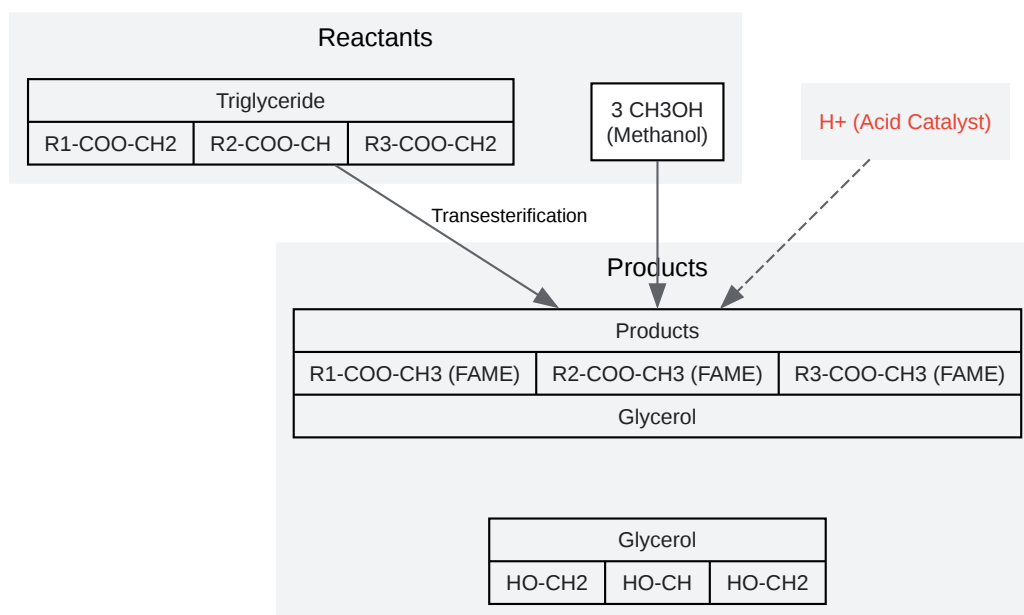 Reactants
Triglyceride
R1-COO-CH2 R2-COO-CH R3-COO-CH2
3 CH3OH
(Methanol)
H+ (Acid Catalyst)
Transesterification
Products
Products
R1-COO-CH3 (FAME) R2-COO-CH3 (FAME) R3-COO-CH3 (FAME)
Glycerol
Glycerol
HO-CH2 HO-CH HO-CH2